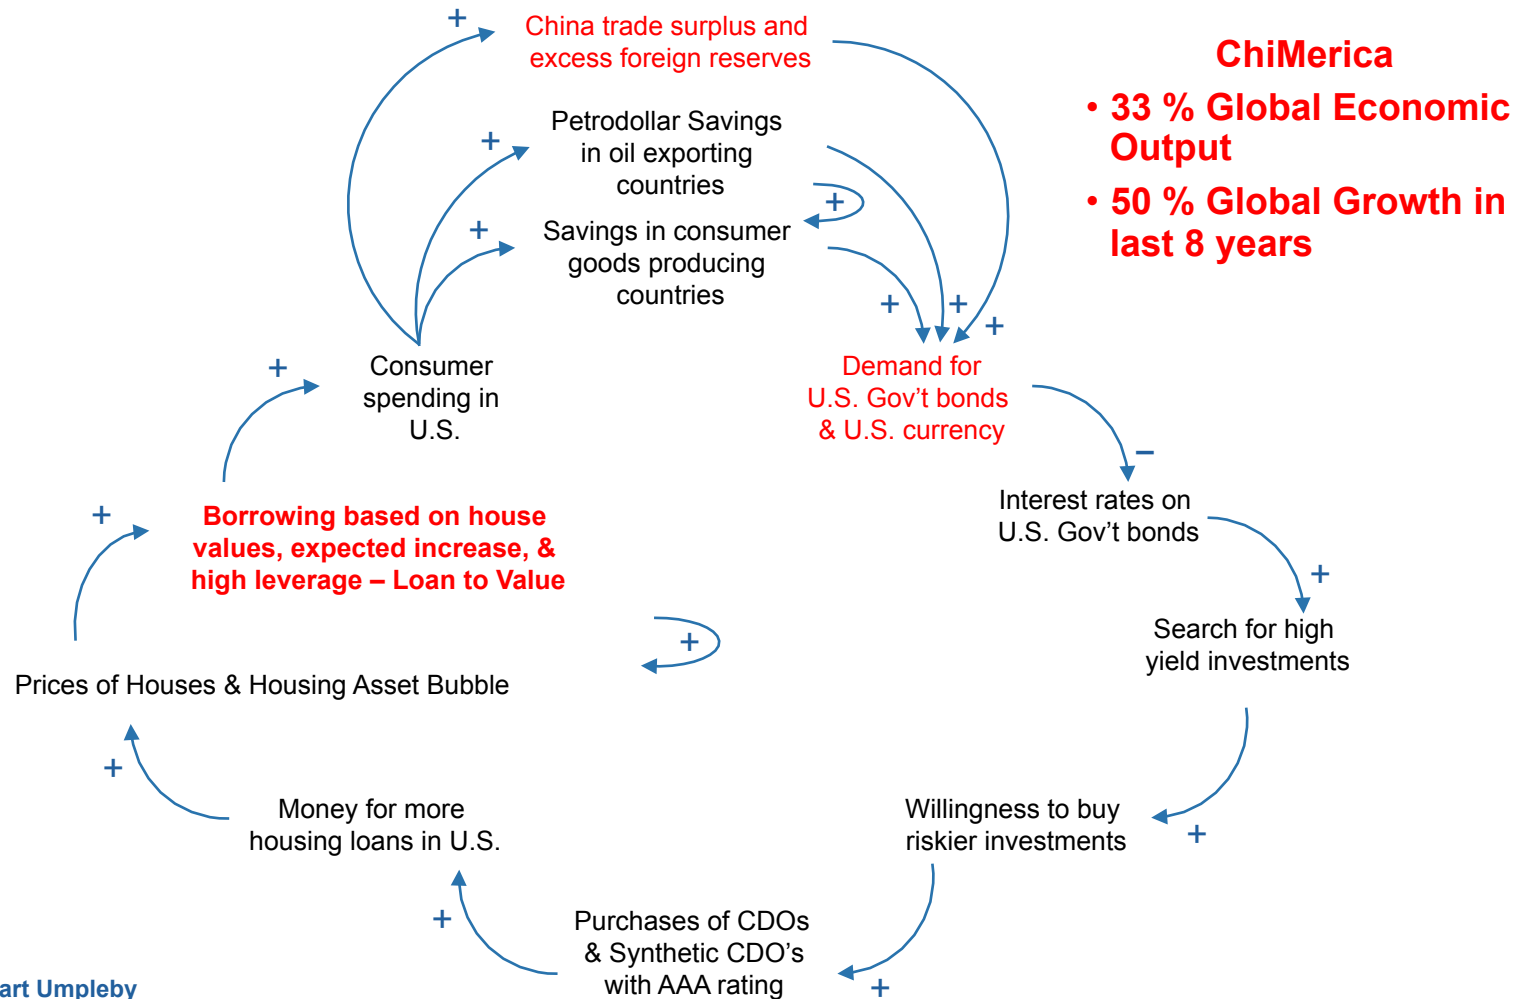 China trade surplus and
excess foreign reserves
+
ChiMerica
• 33 % Global Economic
Output
• 50 % Global Growth in
last 8 years
Petrodollar Savings
in oil exporting
countries
+
+
Savings in consumer
goods producing
countries
+
+
+
+
Consumer
spending in
U.S.
+
Demand for
U.S. Gov’t bonds
& U.S. currency
–
Interest rates on
U.S. Gov’t bonds
+
Borrowing based on house
values, expected increase, &
high leverage – Loan to Value
+
+
Search for high
yield investments
Prices of Houses & Housing Asset Bubble
+
Money for more
housing loans in U.S.
Willingness to buy
riskier investments
+
+
Purchases of CDOs
& Synthetic CDO’s
with AAA rating
+
art Umpleby